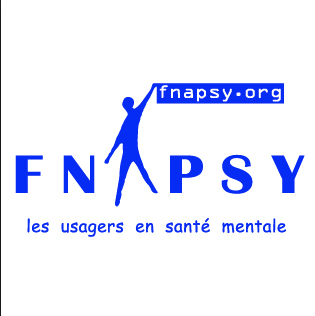 fnapsy.org
FNAPSY
les usagers en santé mentale